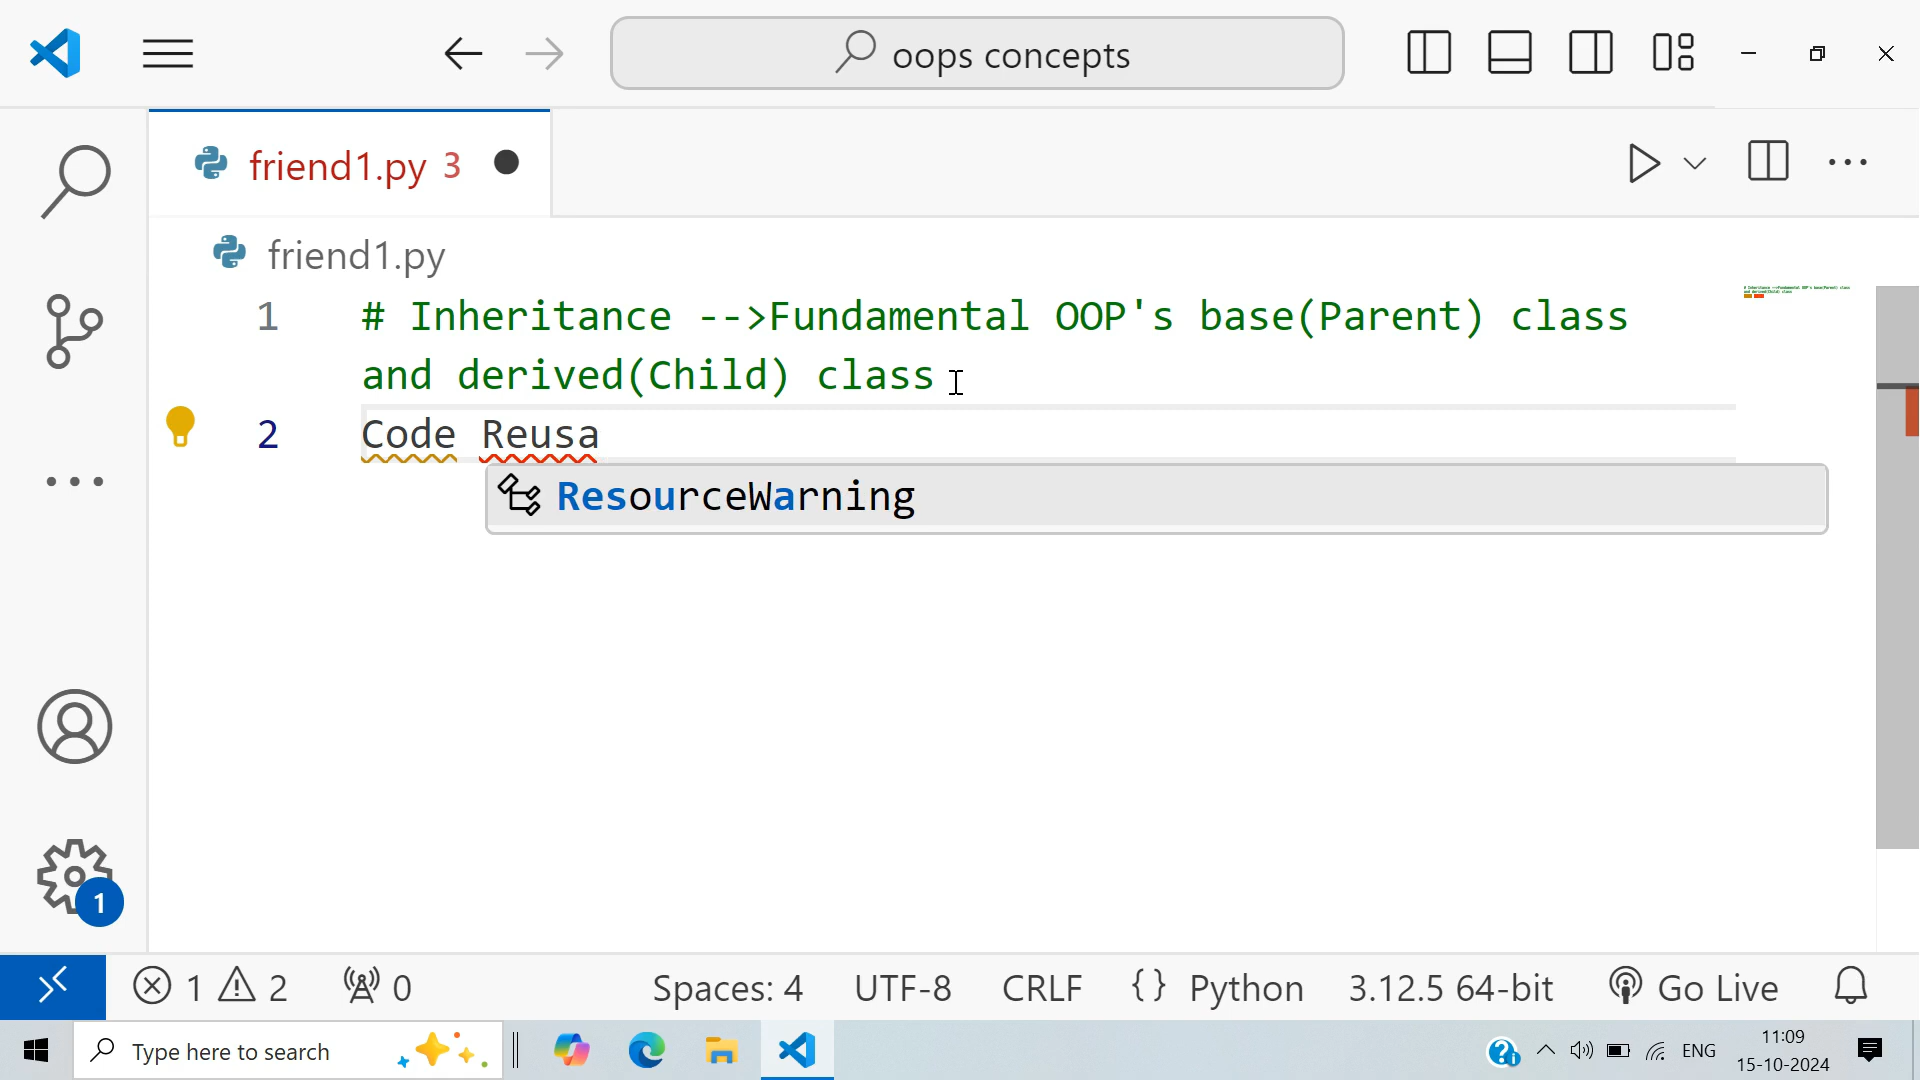 oops concepts
friend1.py 3
friend1.py
1 # Inheritance -->Fundamental OOP's base(Parent) class
and derived(Child) class
2 Code Reusa
ResourceWarning
1
1 2 0 Spaces: 4 UTF-8 CRLF {} Python 3.12.5 64-bit Go Live
Type here to search
ENG
11:09
15-10-2024